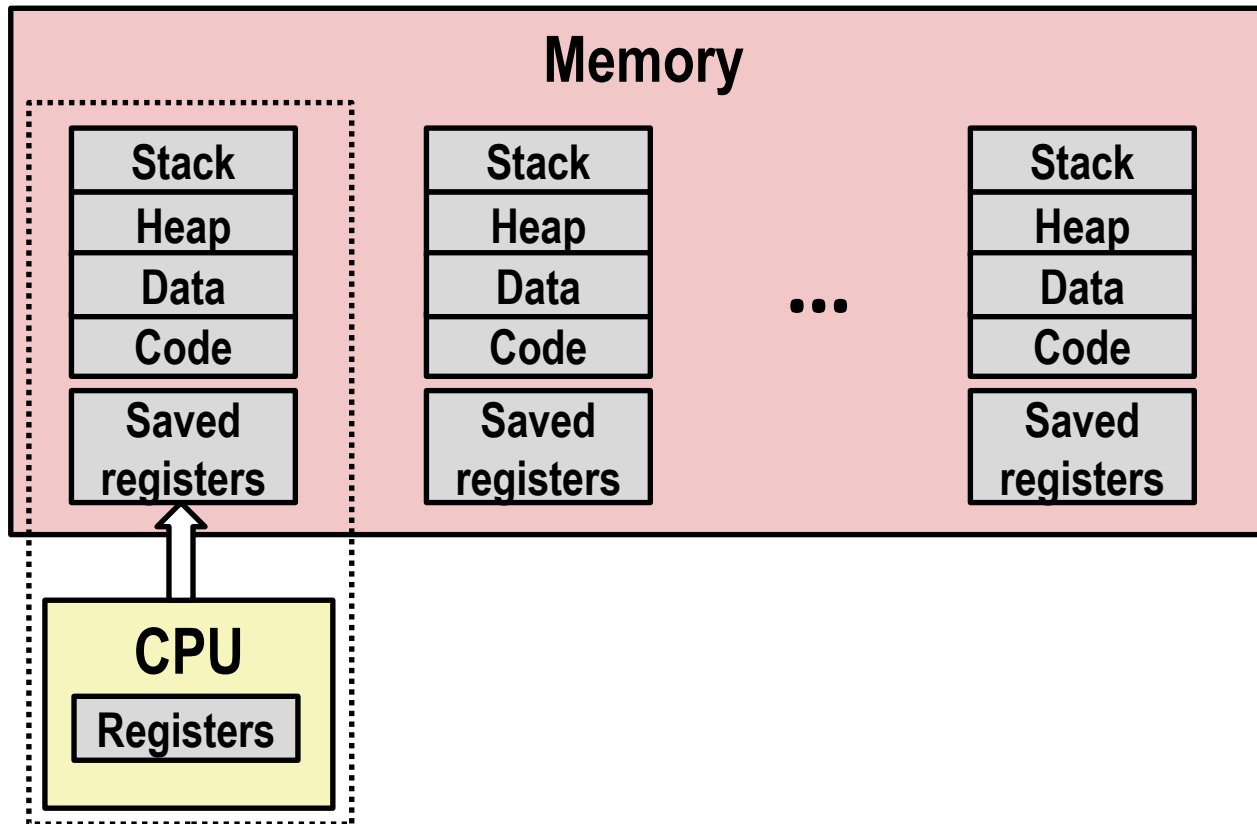 Memory
Stack
Heap
Data
Code
Saved
registers
Stack
Heap
Data
Code
Saved
registers
...
Stack
Heap
Data
Code
Saved
registers
CPU
Registers